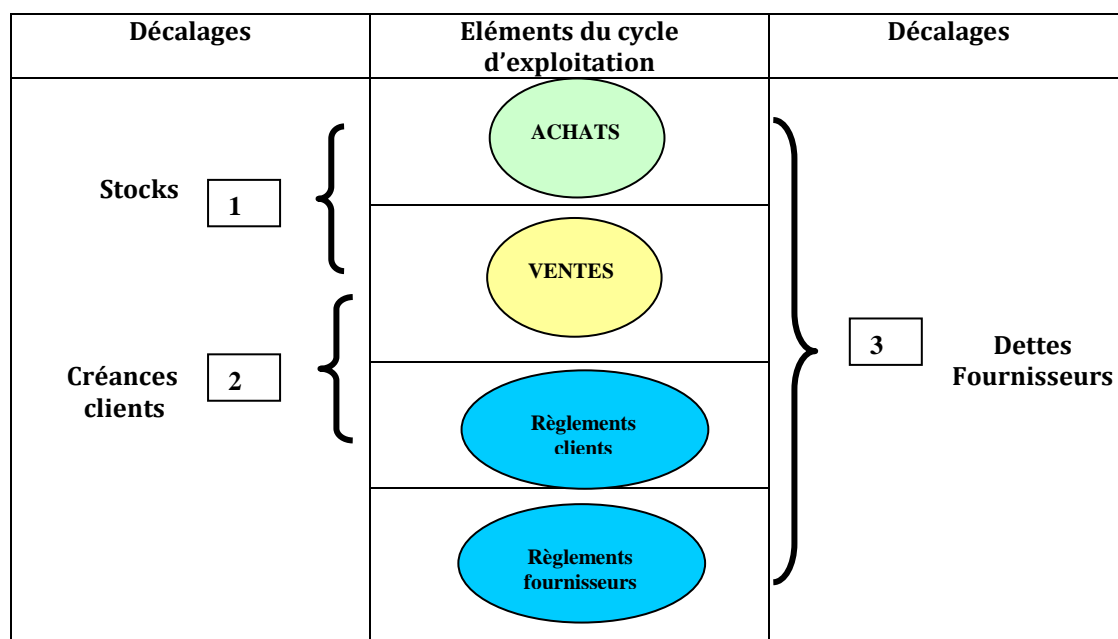 Décalages
Eléments du cycle
d'exploitation
Décalages
ACHATS
Stocks
1
VENTES
Créances
clients
2
3
Dettes
Fournisseurs
Règlements
clients
Règlements
fournisseurs